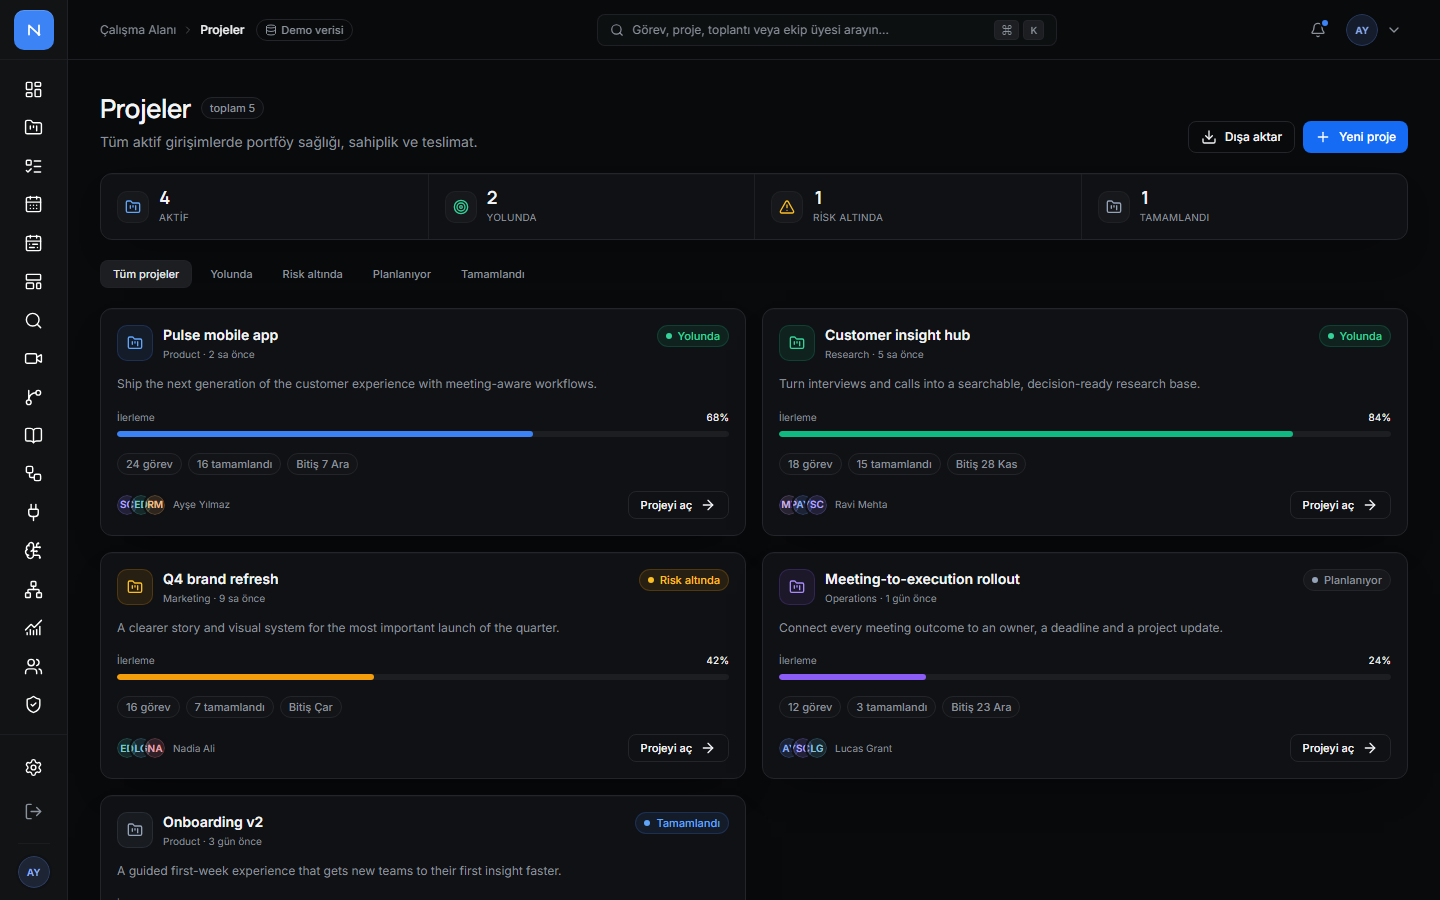 Çalışma Alanı
Projeler
Demo verisi
Görev, proje, toplantı veya ekip üyesi arayın...
⌘ K
AY
Projeler
toplam 5
Tüm aktif girişimlerde portföy sağlığı, sahiplik ve teslimat.
Dışa aktar
Yeni proje
4
AKTİF
2
YOLUNDA
1
RİSK ALTINDA
1
TAMAMLANDI
Tüm projeler
Yolunda
Risk altında
Planlanıyor
Tamamlandı
Pulse mobile app
Yolunda
Product · 2 sa önce
Ship the next generation of the customer experience with meeting-aware workflows.
İlerleme
68%
24 görev
16 tamamlandı
Bitiş 7 Ara
RM
Ayşe Yılmaz
Projeyi aç
Customer insight hub
Yolunda
Research · 5 sa önce
Turn interviews and calls into a searchable, decision-ready research base.
İlerleme
84%
18 görev
15 tamamlandı
Bitiş 28 Kas
SC
Ravi Mehta
Projeyi aç
Q4 brand refresh
Risk altında
Marketing · 9 sa önce
A clearer story and visual system for the most important launch of the quarter.
İlerleme
42%
16 görev
7 tamamlandı
Bitiş Çar
NA
Nadia Ali
Projeyi aç
Meeting-to-execution rollout
Planlanıyor
Operations · 1 gün önce
Connect every meeting outcome to an owner, a deadline and a project update.
İlerleme
24%
12 görev
3 tamamlandı
Bitiş 23 Ara
LG
Lucas Grant
Projeyi aç
Onboarding v2
Tamamlandı
Product · 3 gün önce
A guided first-week experience that gets new teams to their first insight faster.
AY